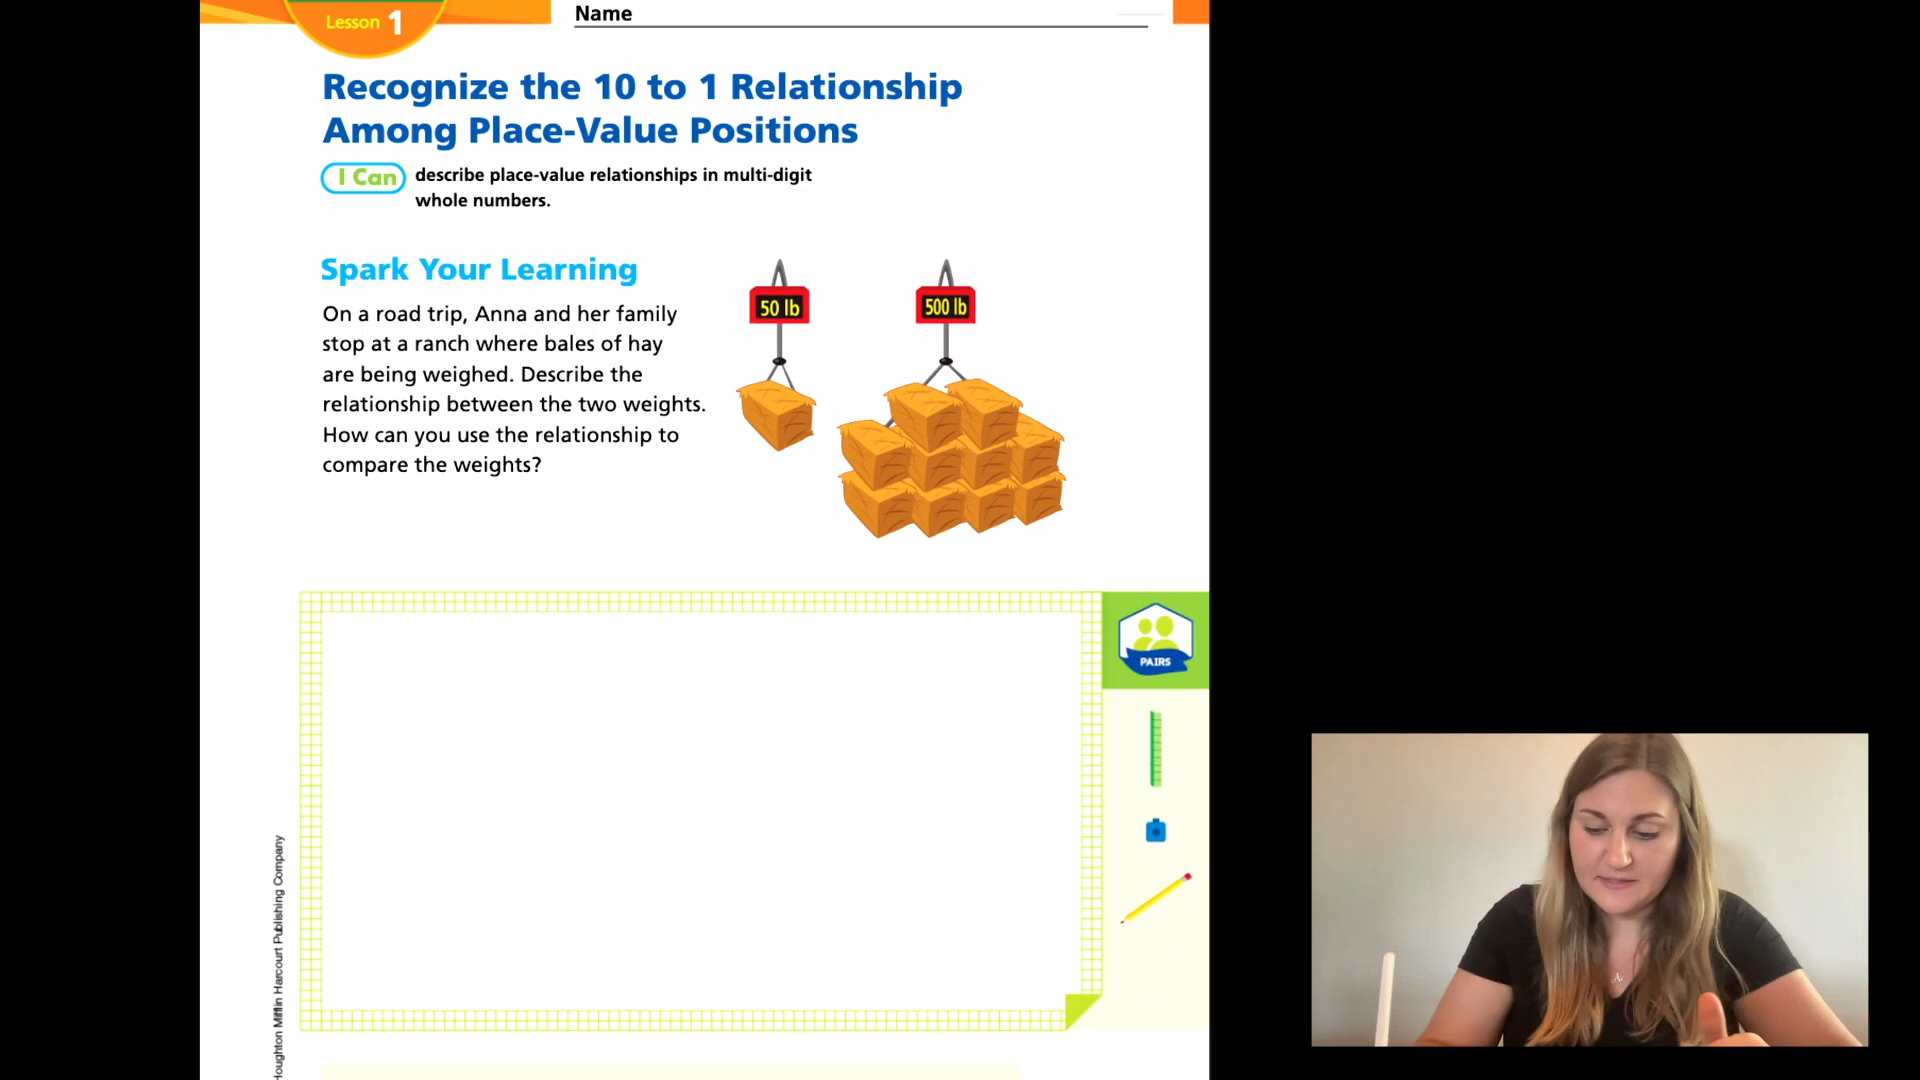 Lesson 1
Name
Recognize the 10 to 1 Relationship
Among Place-Value Positions
I Can describe place-value relationships in multi-digit
whole numbers.
Spark Your Learning
On a road trip, Anna and her family
stop at a ranch where bales of hay
are being weighed. Describe the
relationship between the two weights.
How can you use the relationship to
compare the weights?
50 lb
500 lb
PAIRS
Houghton Mifflin Harcourt Publishing Company